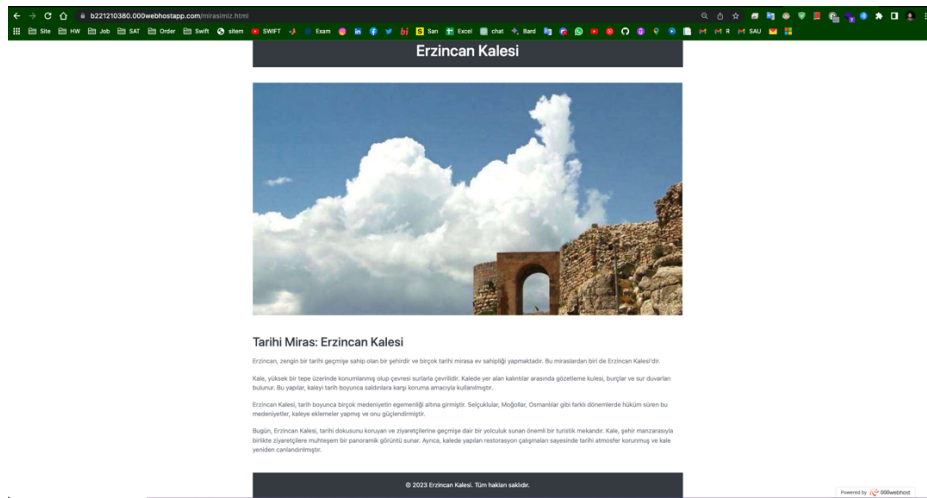 b221210380.000webhostapp.com/mirasimiz.html
Site HW Job SAT Order Swift sitem SWIFT Exam Sarı Excel chat Bard SAU
Erzincan Kalesi
Tarihi Miras: Erzincan Kalesi
Erzincan, zengin bir tarihi geçmişe sahip olan bir şehirdir ve birçok tarihi mirasa ev sahipliği yapmaktadır. Bu miraslardan biri de Erzincan Kalesi'dir.
Kale, yüksek bir tepe üzerinde konumlanmış olup çevresi surlarla çevrilidir. Kalede yer alan kalıntılar arasında gözetleme kulesi, burçlar ve sur duvarları
bulunur. Bu yapılar, kaleyi tarih boyunca saldırılara karşı koruma amacıyla kullanılmıştır.
Erzincan Kalesi, tarih boyunca birçok medeniyetin egemenliği altına girmiştir. Selçuklular, Moğollar, Osmanlılar gibi farklı dönemlerde hüküm süren bu
medeniyetler, kaleye eklemeler yapmış ve onu güçlendirmiştir.
Bugün, Erzincan Kalesi, tarihi dokusunu koruyan ve ziyaretçilerine geçmişe dair bir yolculuk sunan önemli bir turistik mekandır. Kale, şehir manzarasıyla
birlikte ziyaretçilere muhteşem bir panoramik görüntü sunar. Ayrıca, kalede yapılan restorasyon çalışmaları sayesinde tarihi atmosfer korunmuş ve kale
yeniden canlandırılmıştır.
© 2023 Erzincan Kalesi. Tüm hakları saklıdır.
Powered by 000webhost